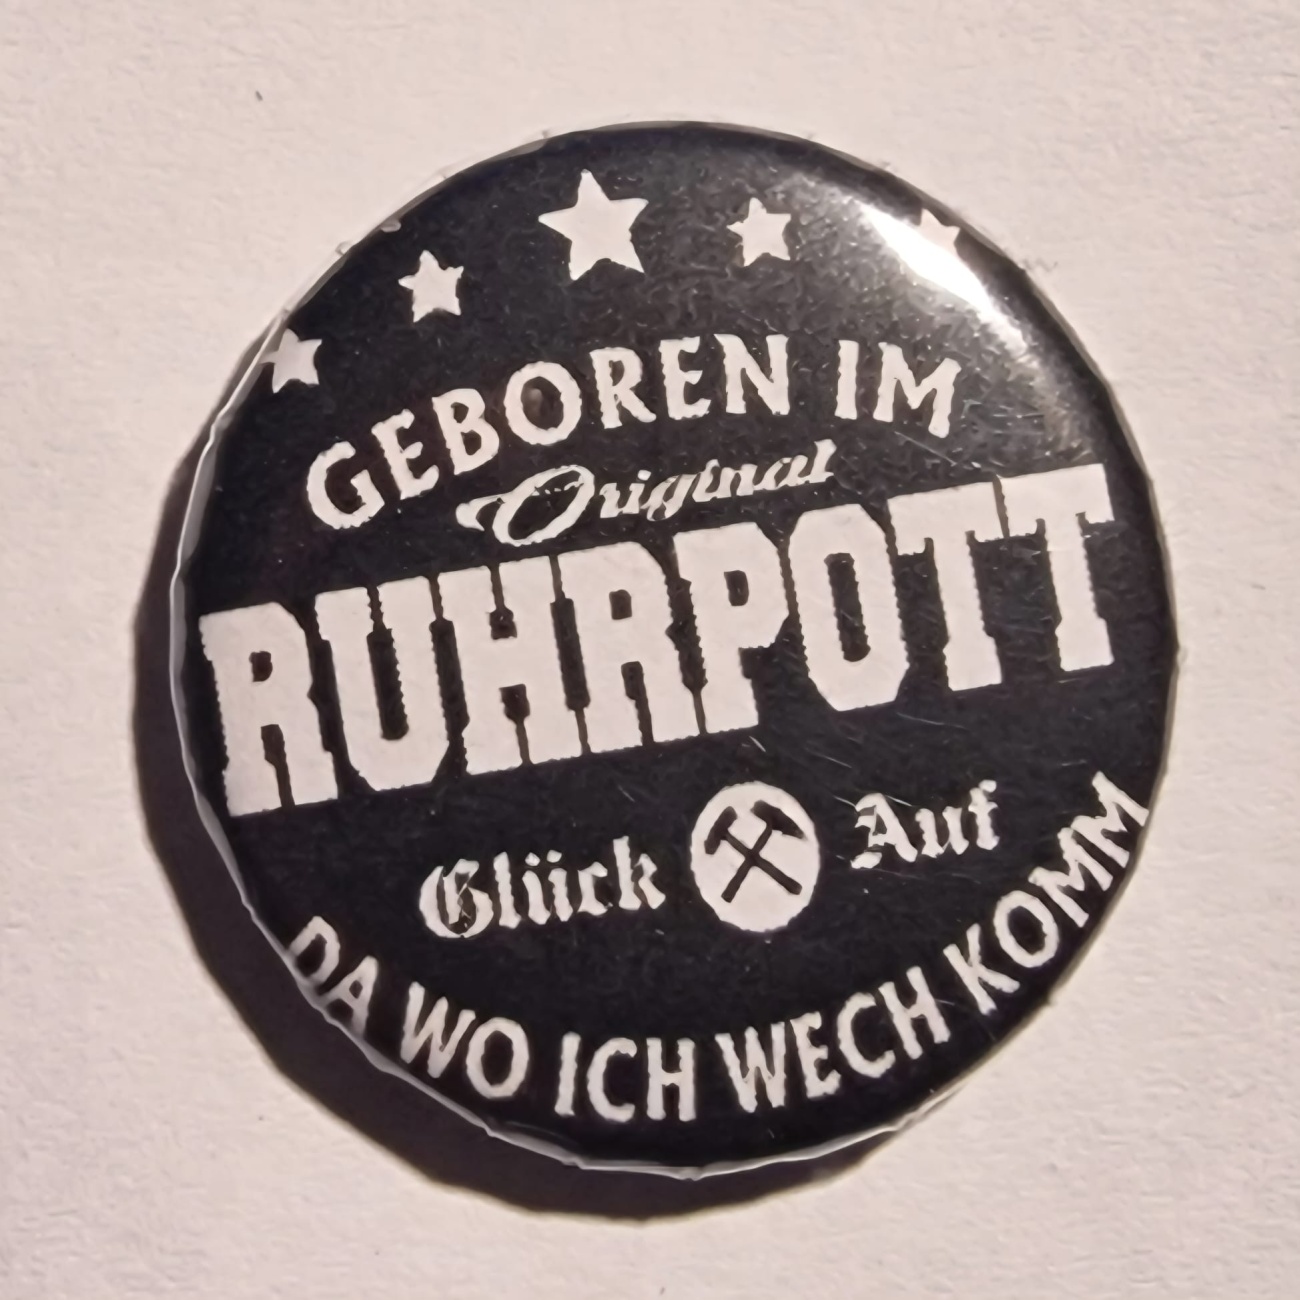 GEBOREN IM
Original
RUHRPOTT
Glück Auf
DA WO ICH WECH KOMM